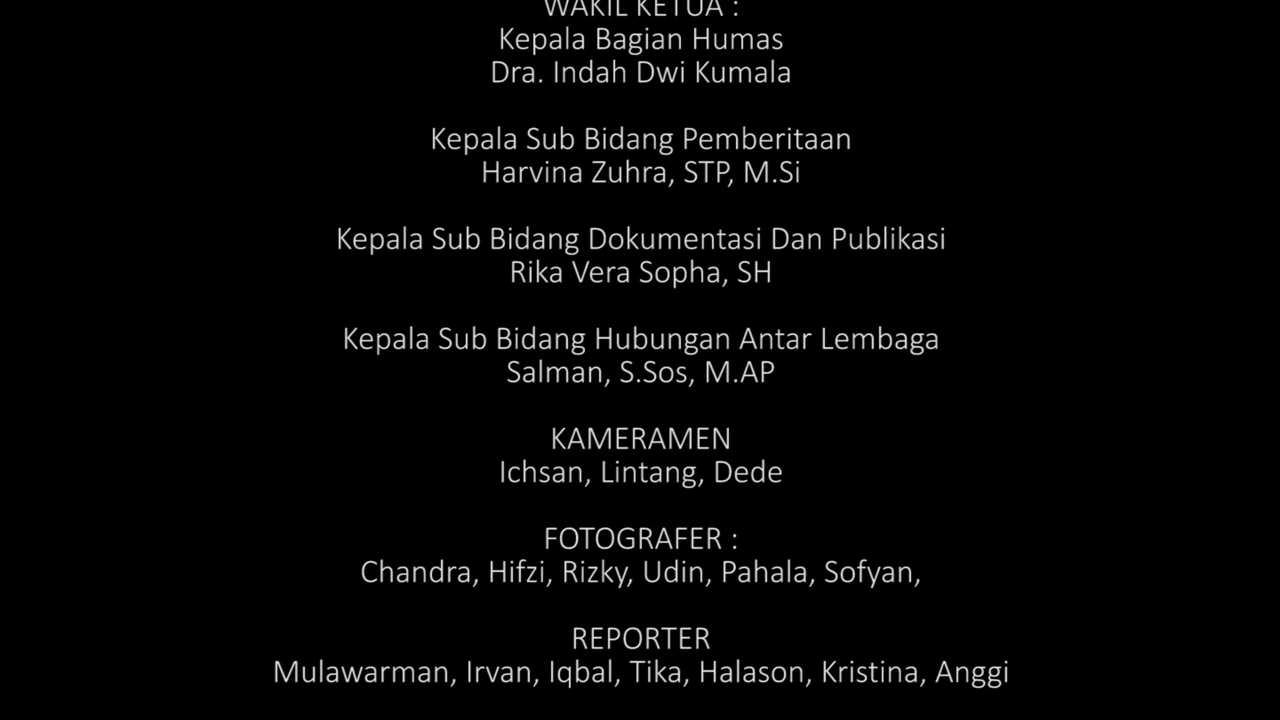 WAKIL KETUA :
Kepala Bagian Humas
Dra. Indah Dwi Kumala
Kepala Sub Bidang Pemberitaan
Harvina Zuhra, STP, M.Si
Kepala Sub Bidang Dokumentasi Dan Publikasi
Rika Vera Sopha, SH
Kepala Sub Bidang Hubungan Antar Lembaga
Salman, S.Sos, M.AP
KAMERAMEN
Ichsan, Lintang, Dede
FOTOGRAFER :
Chandra, Hifzi, Rizky, Udin, Pahala, Sofyan,
REPORTER
Mulawarman, Irvan, Iqbal, Tika, Halason, Kristina, Anggi